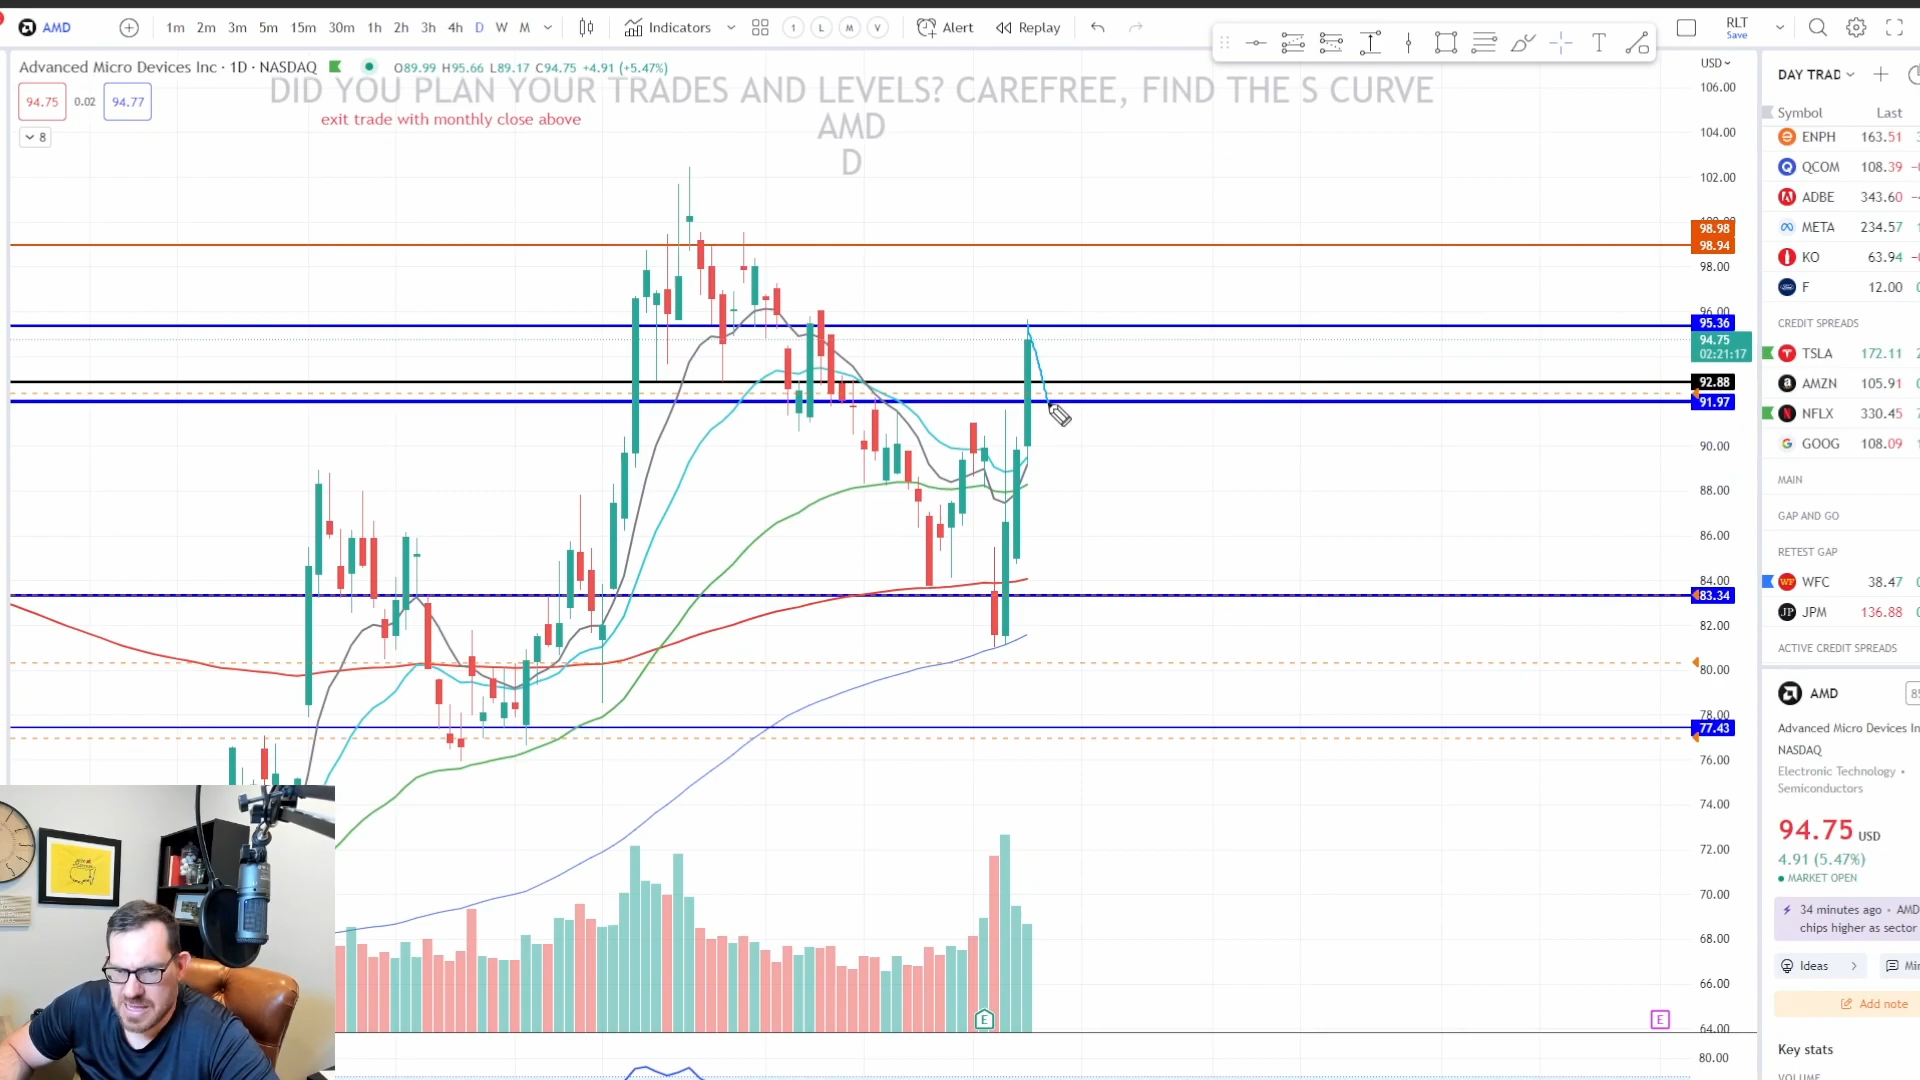 AMD 1m 2m 3m 5m 15m 30m 1h 2h 3h 4h D W M Indicators 1 L M V Alert Replay RLT Save
Advanced Micro Devices Inc · 1D · NASDAQ O89.99 H95.66 L89.17 C94.75 +4.91 (+5.47%)
94.75 0.02 94.77
8
DID YOU PLAN YOUR TRADES AND LEVELS? CAREFREE, FIND THE S CURVE
exit trade with monthly close above
AMD
D
USD
106.00
104.00
102.00
98.98
98.94
98.00
95.36
94.75
02:21:17
92.88
91.97
90.00
88.00
86.00
84.00
83.34
82.00
80.00
78.00
77.43
76.00
74.00
72.00
70.00
68.00
66.00
64.00
80.00
E
E
DAY TRAD
Symbol Last
ENPH 163.51
QCOM 108.39
ADBE 343.60
META 234.57
KO 63.94
F 12.00
CREDIT SPREADS
TSLA 172.11
AMZN 105.91
NFLX 330.45
GOOG 108.09
MAIN
GAP AND GO
RETEST GAP
WFC 38.47
JPM 136.88
ACTIVE CREDIT SPREADS
AMD
Advanced Micro Devices In
NASDAQ
Electronic Technology •
Semiconductors
94.75 USD
4.91 (5.47%)
MARKET OPEN
34 minutes ago • AMD
chips higher as sector
Ideas
Add note
Key stats